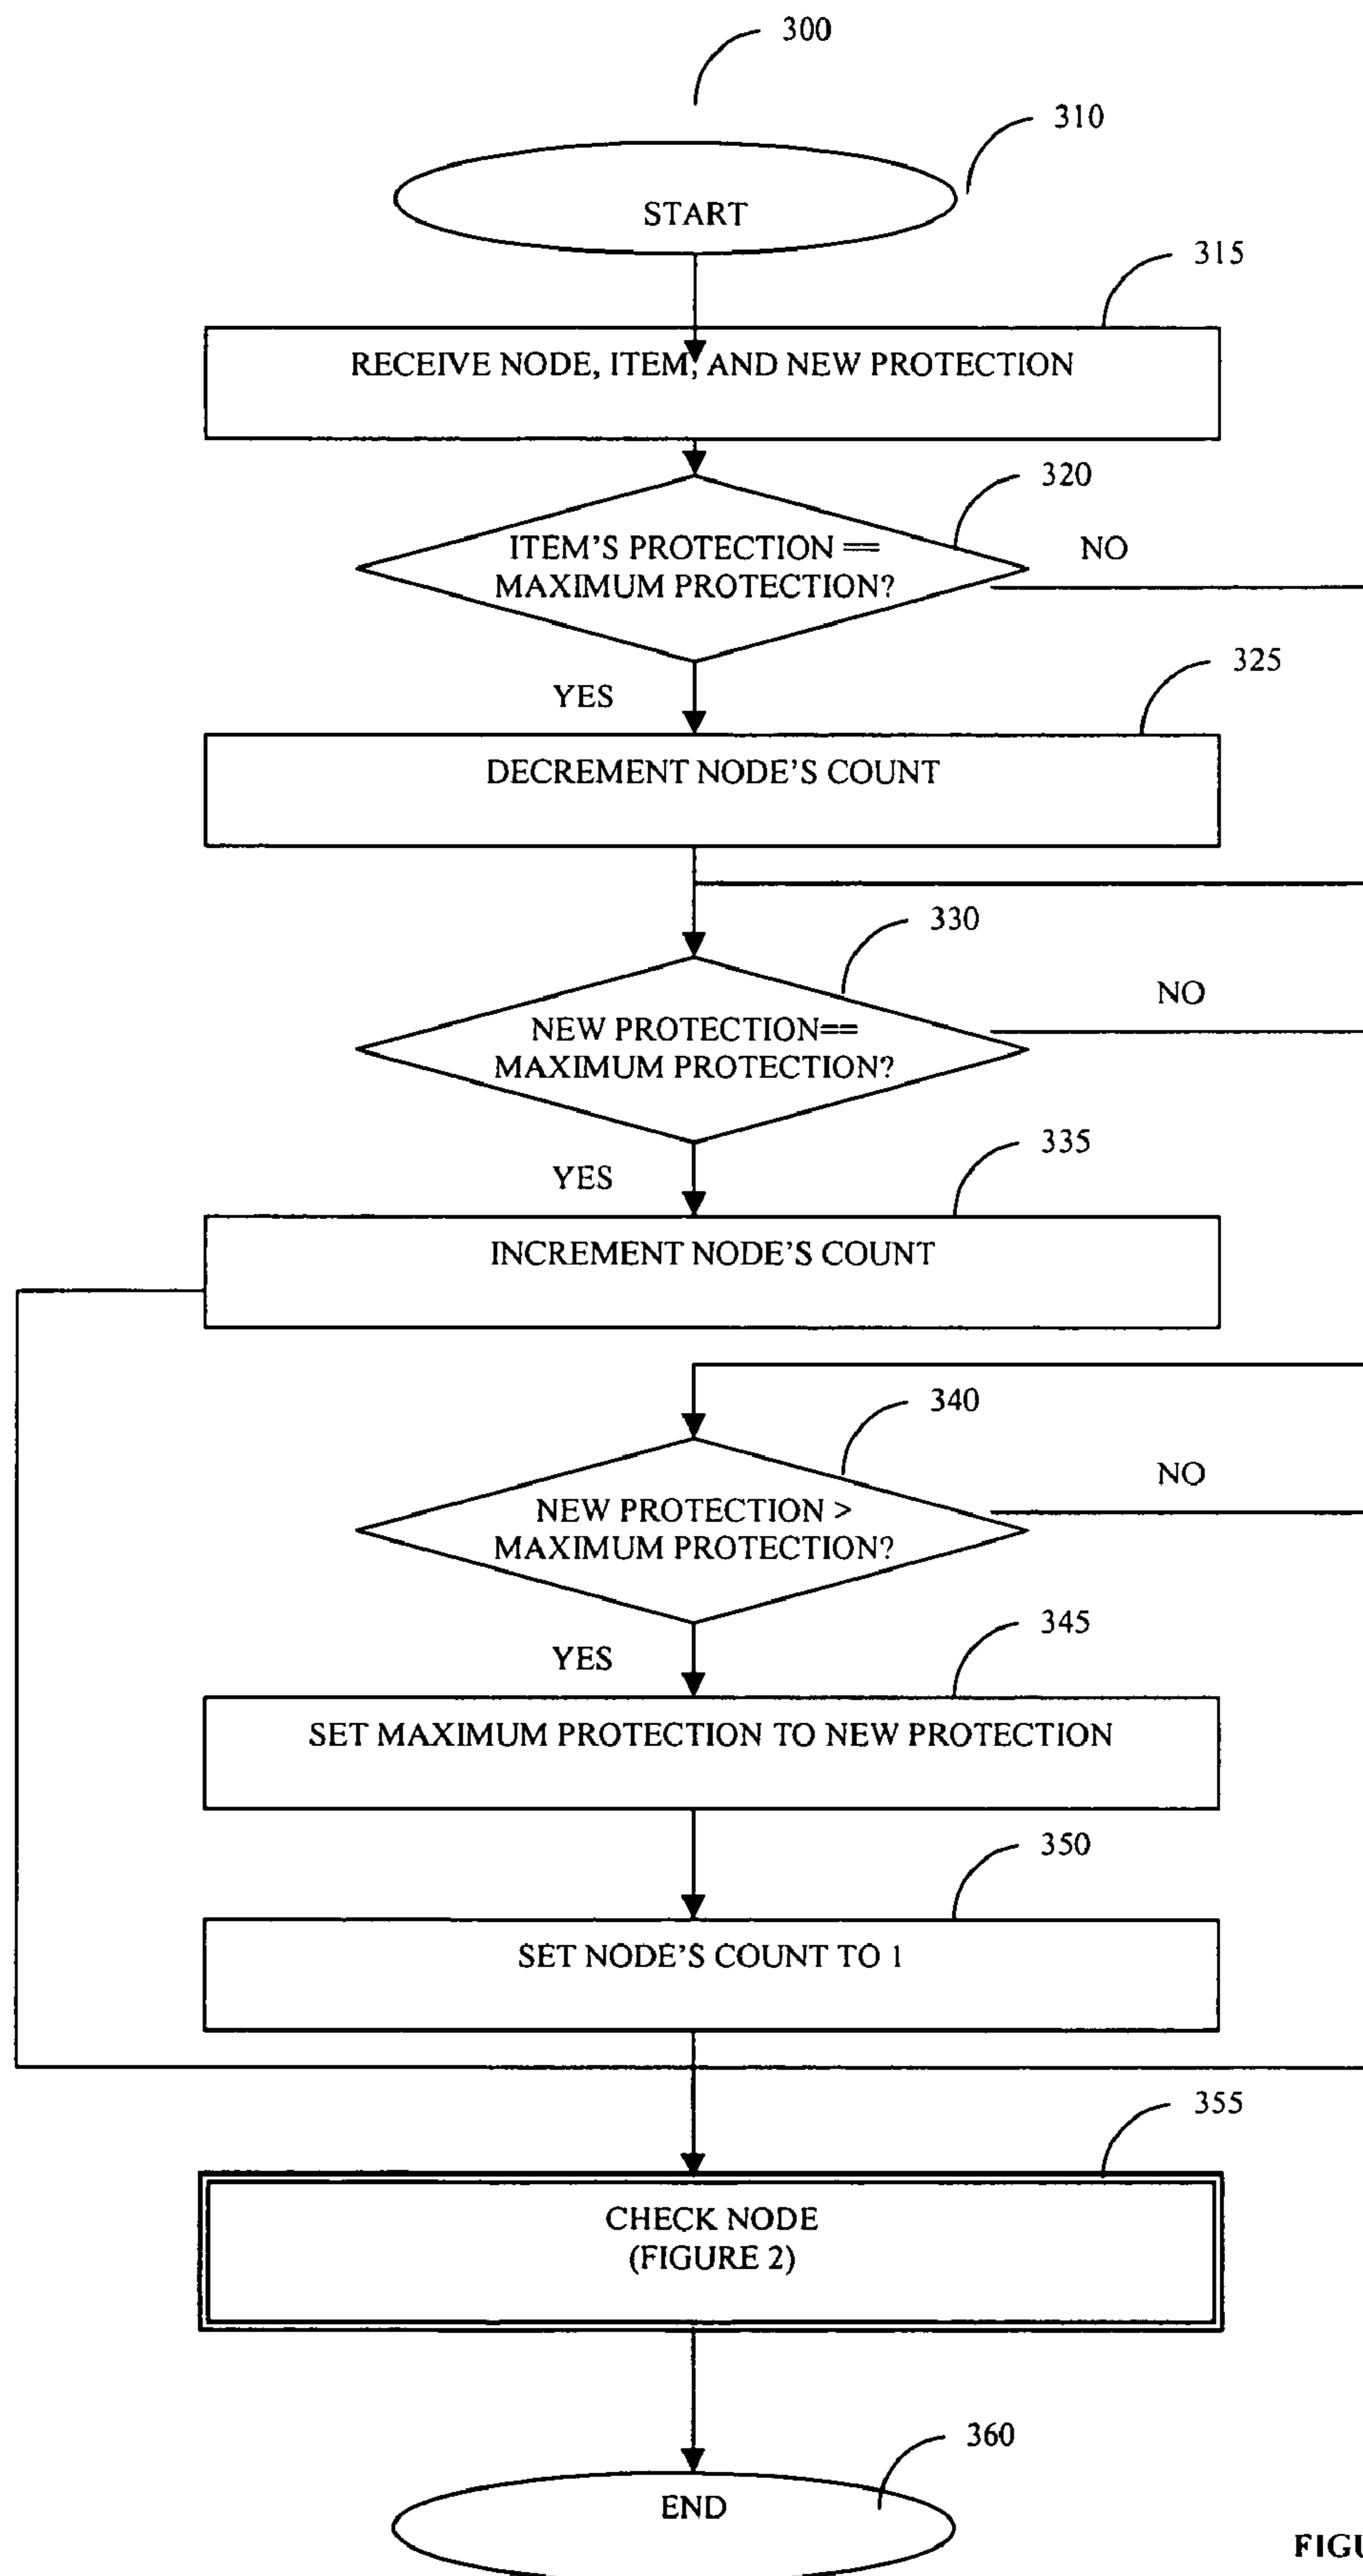 300
310
START
315
RECEIVE NODE, ITEM, AND NEW PROTECTION
320
ITEM'S PROTECTION ==
MAXIMUM PROTECTION?
NO
325
YES
DECREMENT NODE'S COUNT
330
NO
NEW PROTECTION==
MAXIMUM PROTECTION?
335
YES
INCREMENT NODE'S COUNT
340
NO
NEW PROTECTION >
MAXIMUM PROTECTION?
345
YES
SET MAXIMUM PROTECTION TO NEW PROTECTION
350
SET NODE'S COUNT TO 1
355
CHECK NODE
(FIGURE 2)
360
END